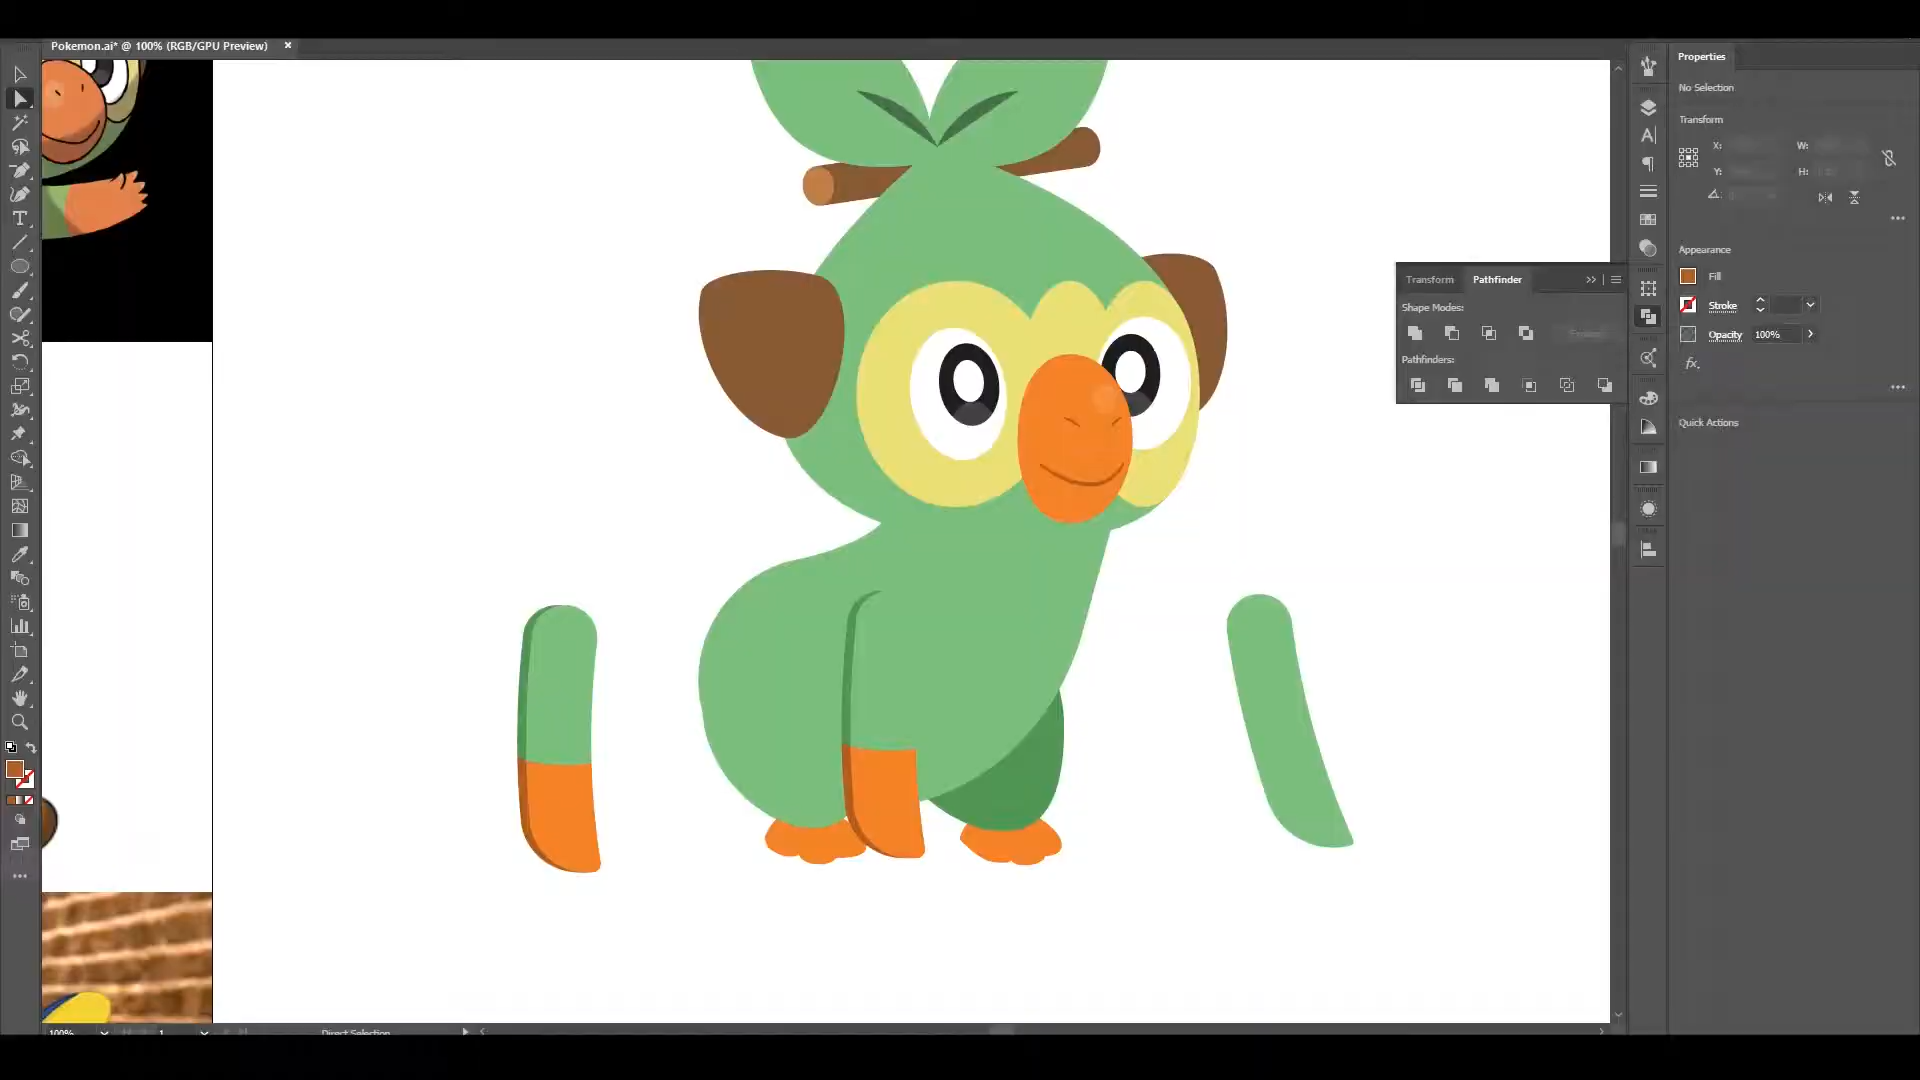 Pokemon.ai* @ 100% (RGB/GPU Preview) ×
Properties
No Selection
Transform
X: W:
Y: H:
Appearance
Fill
Stroke
Opacity 100%
fx.
Quick Actions
Transform Pathfinder
Shape Modes:
Pathfinders:
100% 1 Direct Selection